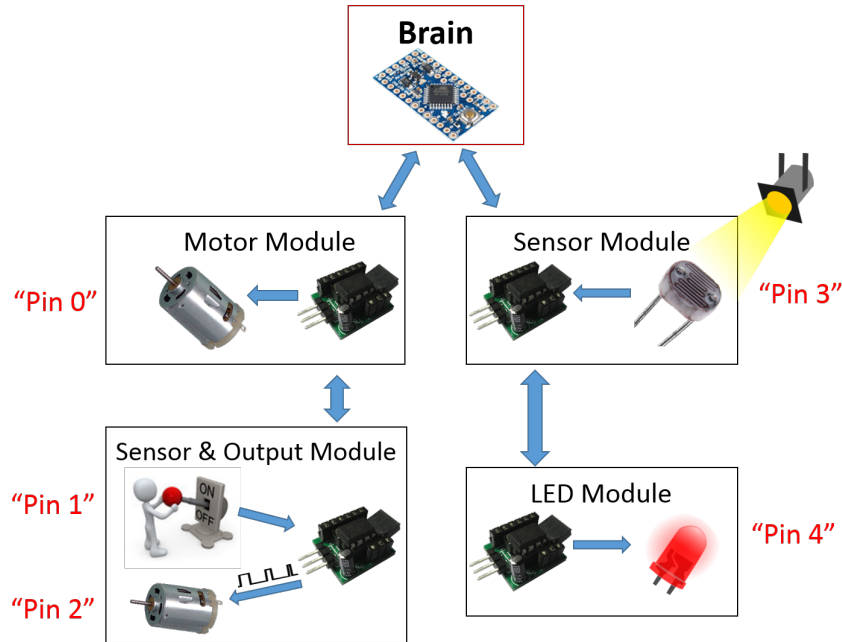 Brain
Motor Module
Sensor Module
“Pin 0”
“Pin 3”
Sensor & Output Module
“Pin 1”
ON
OFF
LED Module
“Pin 4”
“Pin 2”